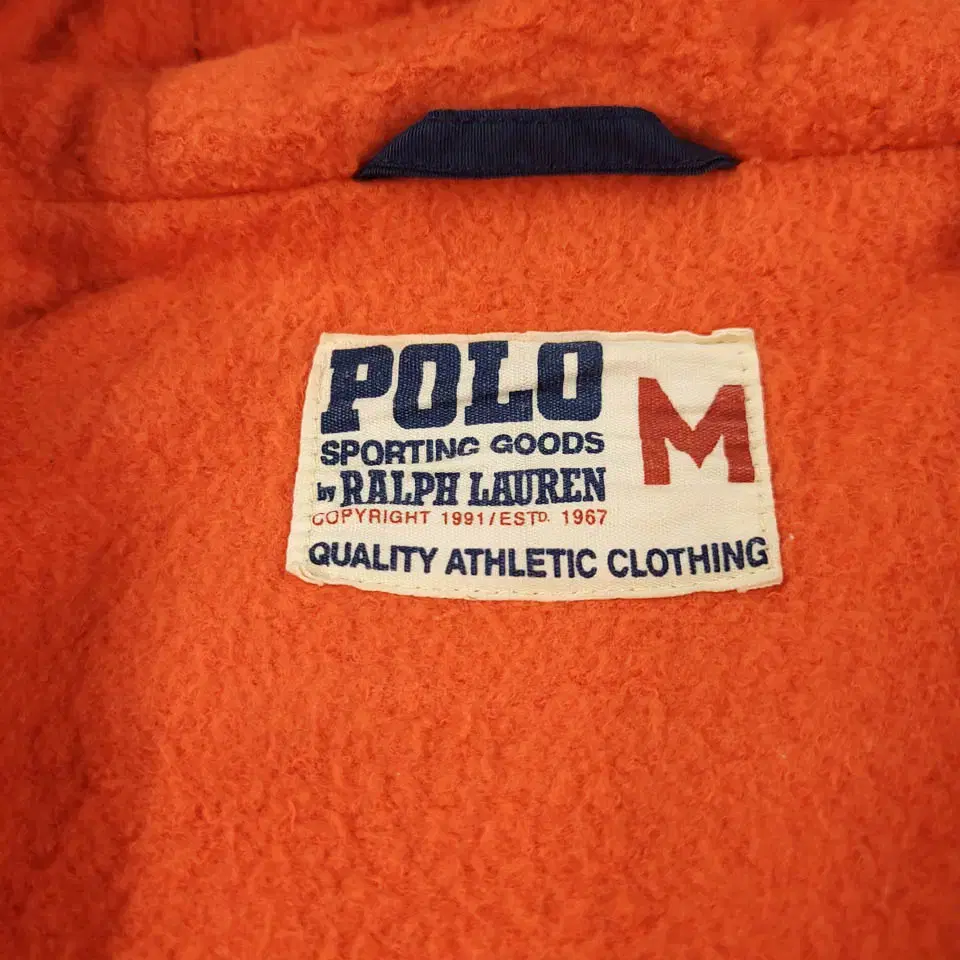 POLO
SPORTING GOODS
by RALPH LAUREN
COPYRIGHT 1991/ESTD. 1967
M
QUALITY ATHLETIC CLOTHING